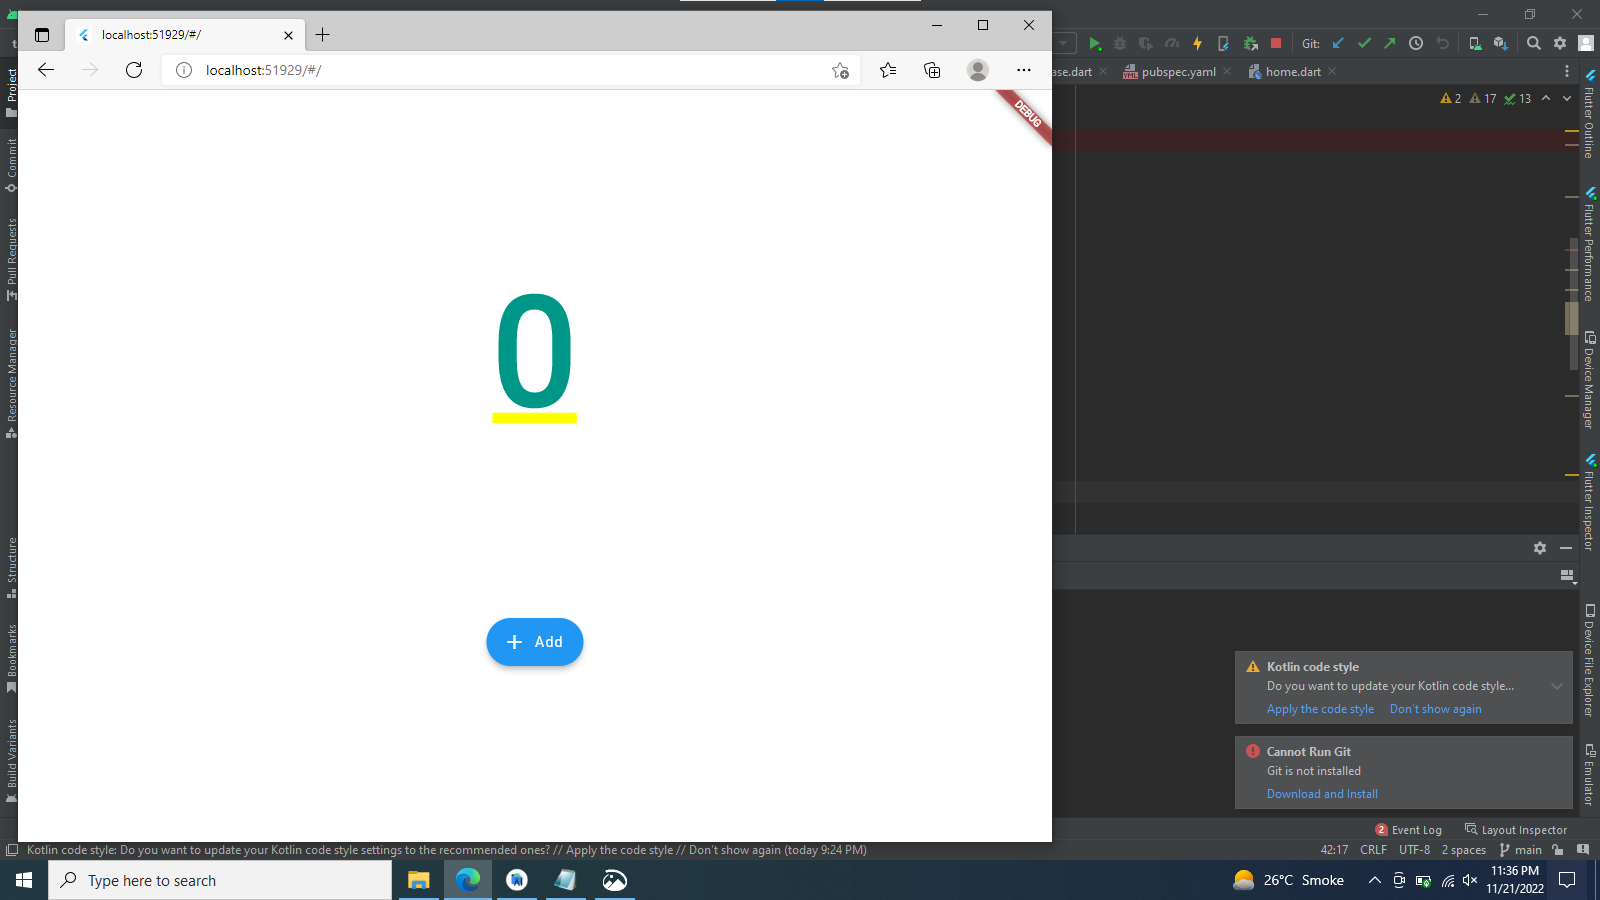 localhost:51929/#/
localhost:51929/#/
DEBUG
0
Add
Git:
ase.dart
pubspec.yaml
home.dart
2
17
13
Project
Commit
Pull Requests
Resource Manager
Structure
Bookmarks
Build Variants
Flutter Outline
Flutter Performance
Device Manager
Flutter Inspector
Device File Explorer
Emulator
Kotlin code style
Do you want to update your Kotlin code style...
Apply the code style Don't show again
Cannot Run Git
Git is not installed
Download and Install
2 Event Log Layout Inspector
Kotlin code style: Do you want to update your Kotlin code style settings to the recommended ones? // Apply the code style // Don't show again (today 9:24 PM)
42:17 CRLF UTF-8 2 spaces main
Type here to search
26°C Smoke
11:36 PM
11/21/2022